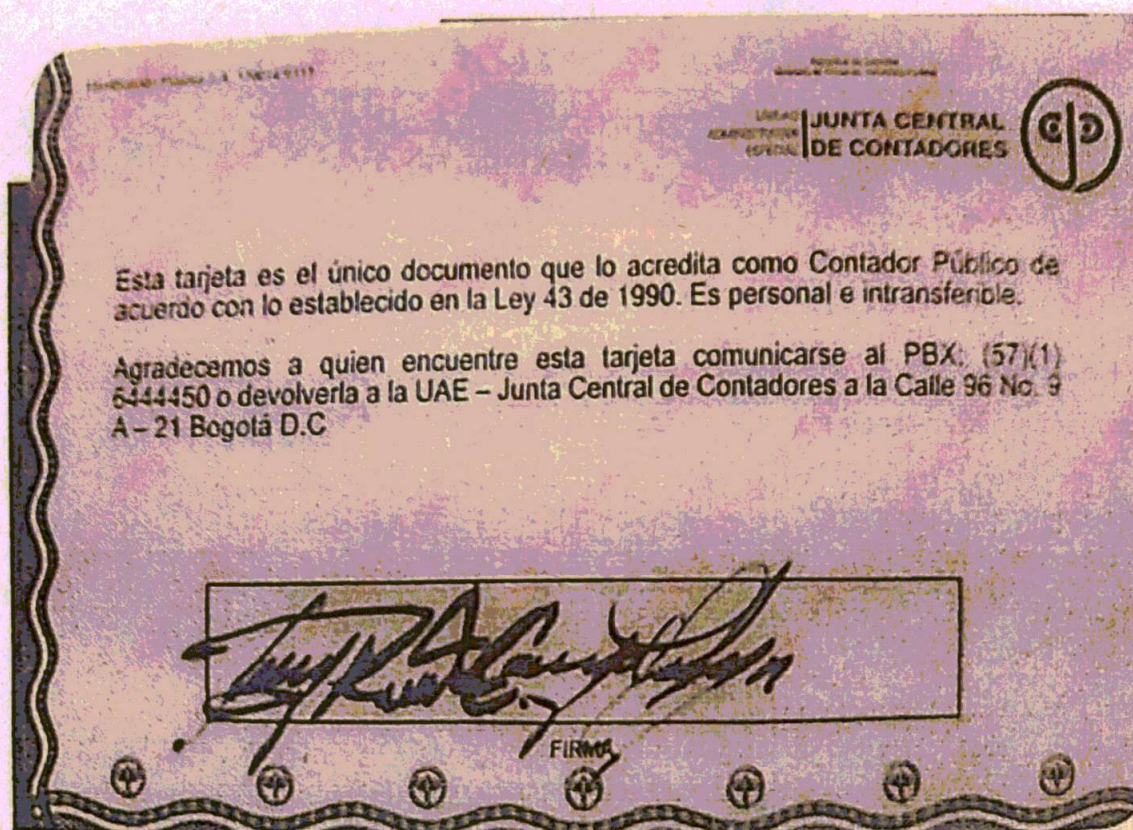 JUNTA CENTRAL
DE CONTADORES
Esta tarjeta es el único documento que lo acredita como Contador Público de
acuerdo con lo establecido en la Ley 43 de 1990. Es personal e intransferible.
Agradecemos a quien encuentre esta tarjeta comunicarse al PBX: (57)(1)
6444450 o devolverla a la UAE – Junta Central de Contadores a la Calle 96 No. 9
A – 21 Bogotá D.C
FIRMA